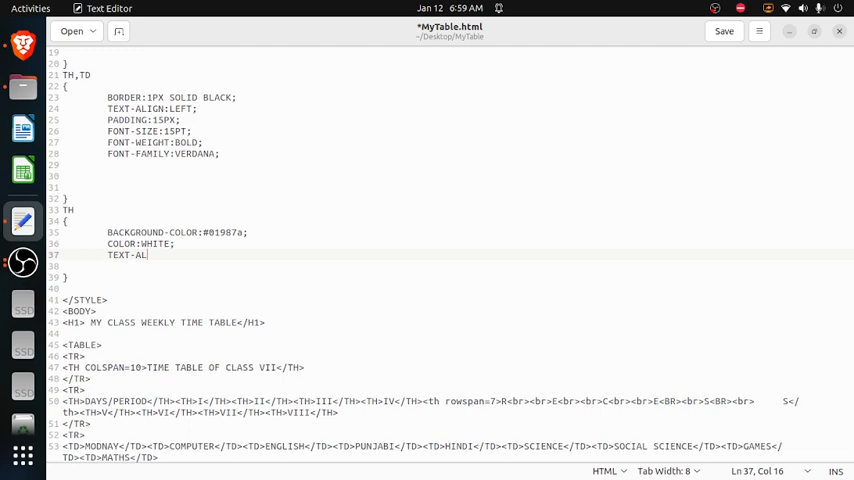 Activities Text Editor Jan 12 6:59 AM
Open *MyTable.html Save
~/Desktop/MyTable
19
20 }
21 TH,TD
22 {
23 BORDER:1PX SOLID BLACK;
24 TEXT-ALIGN:LEFT;
25 PADDING:15PX;
26 FONT-SIZE:15PT;
27 FONT-WEIGHT:BOLD;
28 FONT-FAMILY:VERDANA;
29
30
31
32 }
33 TH
34 {
35 BACKGROUND-COLOR:#01987a;
36 COLOR:WHITE;
37 TEXT-AL
38
39 }
40
41 </STYLE>
42 <BODY>
43 <H1> MY CLASS WEEKLY TIME TABLE</H1>
44
45 <TABLE>
46 <TR>
47 <TH COLSPAN=10>TIME TABLE OF CLASS VII</TH>
48 </TR>
49 <TR>
50 <TH>DAYS/PERIOD</TH><TH>I</TH><TH>II</TH><TH>III</TH><TH>IV</TH><th rowspan=7>R<br><br>E<br><br>C<br><br>E<BR><br>S<BR><br> S</
th><TH>V</TH><TH>VI</TH><TH>VII</TH><TH>VIII</TH>
51 </TR>
52 <TR>
53 <TD>MODNAY</TD><TD>COMPUTER</TD><TD>ENGLISH</TD><TD>PUNJABI</TD><TD>HINDI</TD><TD>SCIENCE</TD><TD>SOCIAL SCIENCE</TD><TD>GAMES</
TD><TD>MATHS</TD>
HTML Tab Width: 8 Ln 37, Col 16 INS
SSD
SSD
SSD